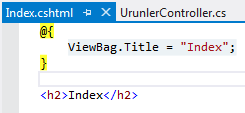 Index.cshtml UrunlerController.cs
@{
    ViewBag.Title = "Index";
}
<h2>Index</h2>